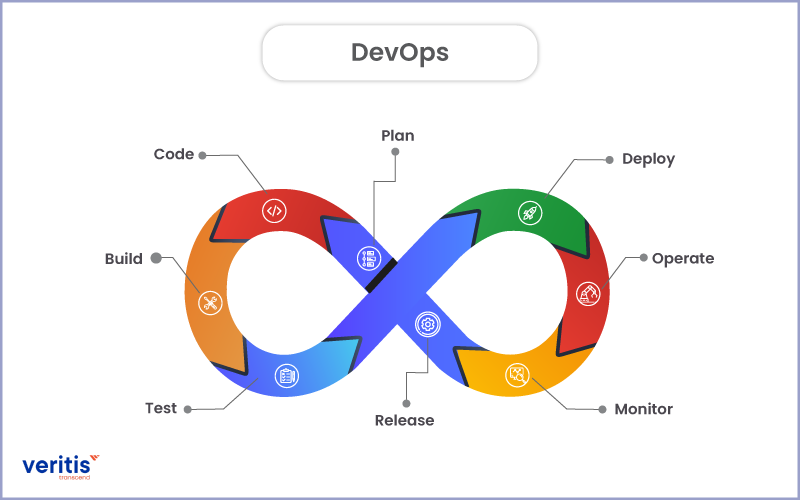 DevOps
Plan
Code
Deploy
Build
Operate
Test
Release
Monitor
veritis
transcend